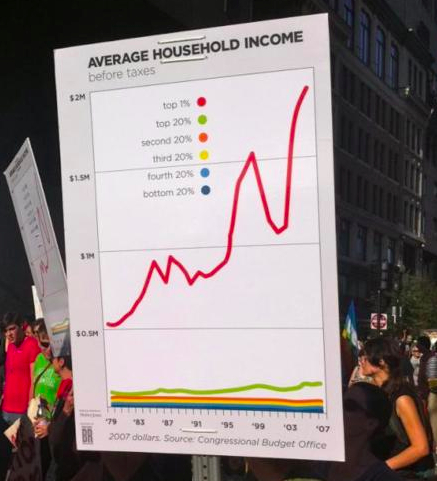 AVERAGE HOUSEHOLD INCOME
before taxes
$2M
top 1%
top 20%
second 20%
third 20%
fourth 20%
bottom 20%
$1.5M
$1M
$0.5M
'79 '83 '87 '91 '95 '99 '03 '07
2007 dollars. Source: Congressional Budget Office